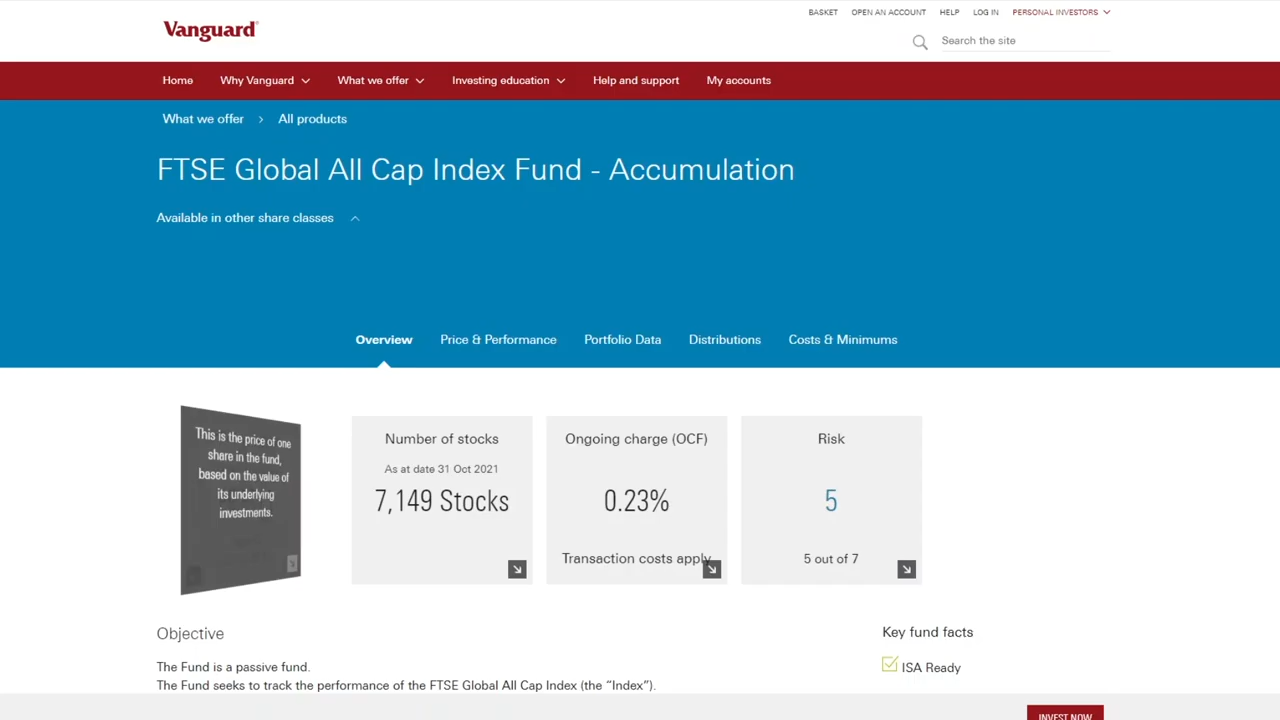 BASKET OPEN AN ACCOUNT HELP LOG IN PERSONAL INVESTORS
Vanguard
Search the site
Home Why Vanguard What we offer Investing education Help and support My accounts
What we offer > All products
FTSE Global All Cap Index Fund - Accumulation
Available in other share classes
Overview Price & Performance Portfolio Data Distributions Costs & Minimums
This is the price of one
share in the fund,
based on the value of
its underlying
investments.
Number of stocks
As at date 31 Oct 2021
7,149 Stocks
Ongoing charge (OCF)
0.23%
Transaction costs apply
Risk
5
5 out of 7
Objective
The Fund is a passive fund.
The Fund seeks to track the performance of the FTSE Global All Cap Index (the “Index”).
Key fund facts
ISA Ready
INVEST NOW